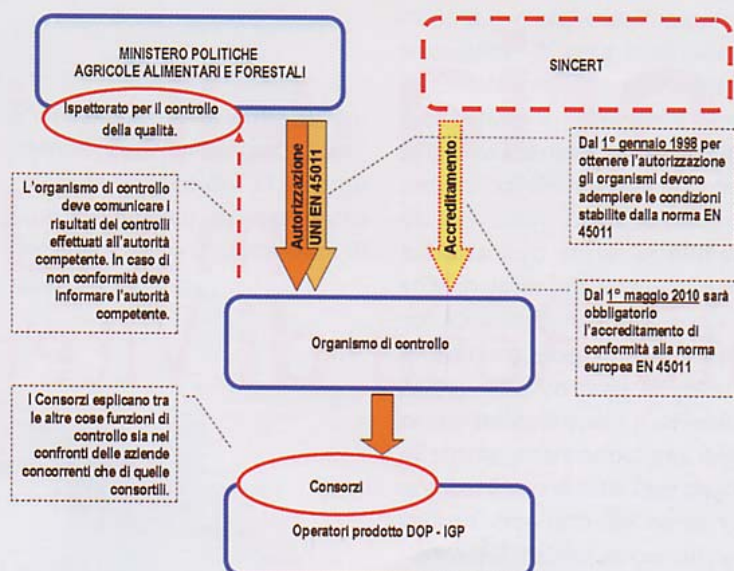 MINISTERO POLITICHE
AGRICOLE ALIMENTARI E FORESTALI
Ispettorato per il controllo
della qualità.
SINCERT
Autorizzazione
UNI EN 45011
Accreditamento
Dal 1° gennaio 1998 per
ottenere l'autorizzazione
gli organismi devono
adempiere le condizioni
stabilite dalla norma EN
45011
L'organismo di controllo
deve comunicare i
risultati dei controlli
effettuati all'autorità
competente. In caso di
non conformità deve
informare l'autorità
competente.
Dal 1° maggio 2010 sarà
obbligatorio
l'accreditamento di
conformità alla norma
europea EN 45011
Organismo di controllo
I Consorzi esplicano tra
le altre cose funzioni di
controllo sia nei
confronti delle aziende
concorrenti che di quelle
consortili.
Consorzi
Operatori prodotto DOP - IGP